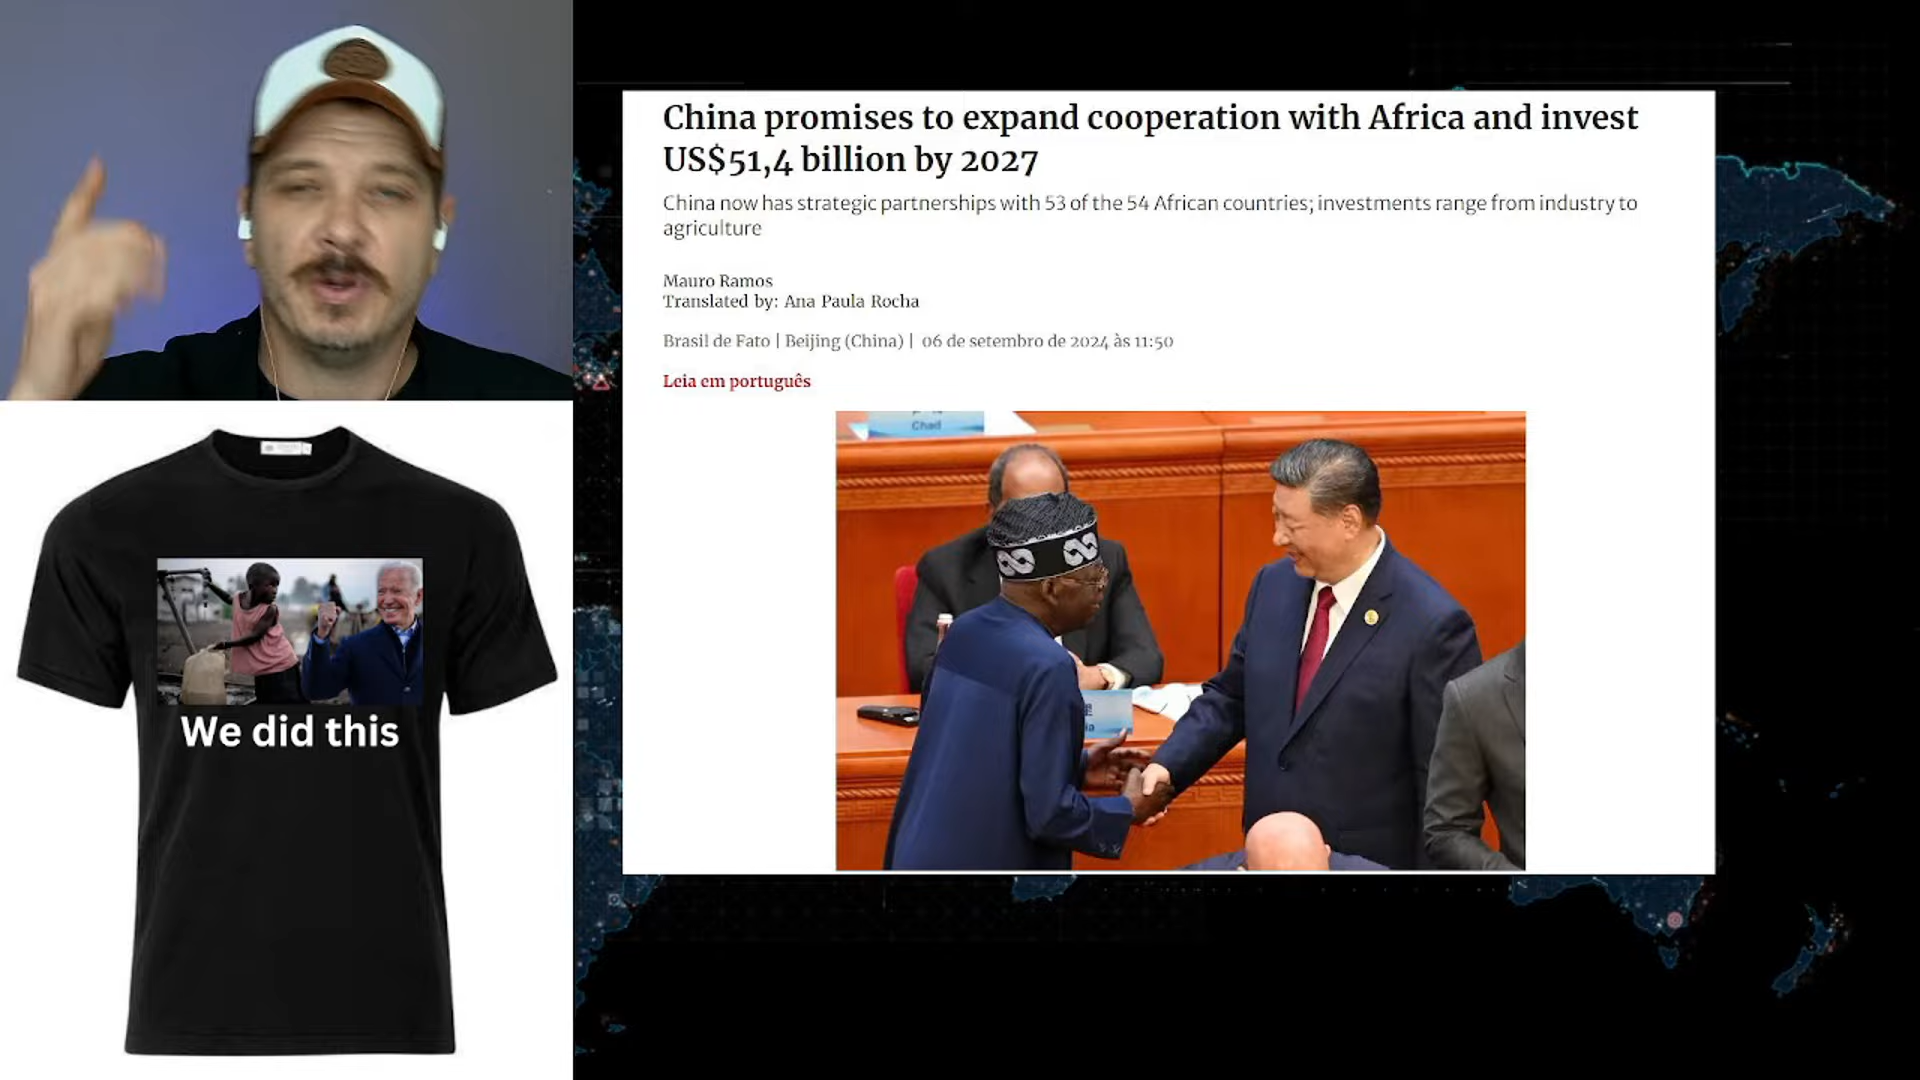 China promises to expand cooperation with Africa and invest
US$51,4 billion by 2027
China now has strategic partnerships with 53 of the 54 African countries; investments range from industry to
agriculture
Mauro Ramos
Translated by: Ana Paula Rocha
Brasil de Fato | Beijing (China) | 06 de setembro de 2024 às 11:50
Leia em português
Chad
We did this